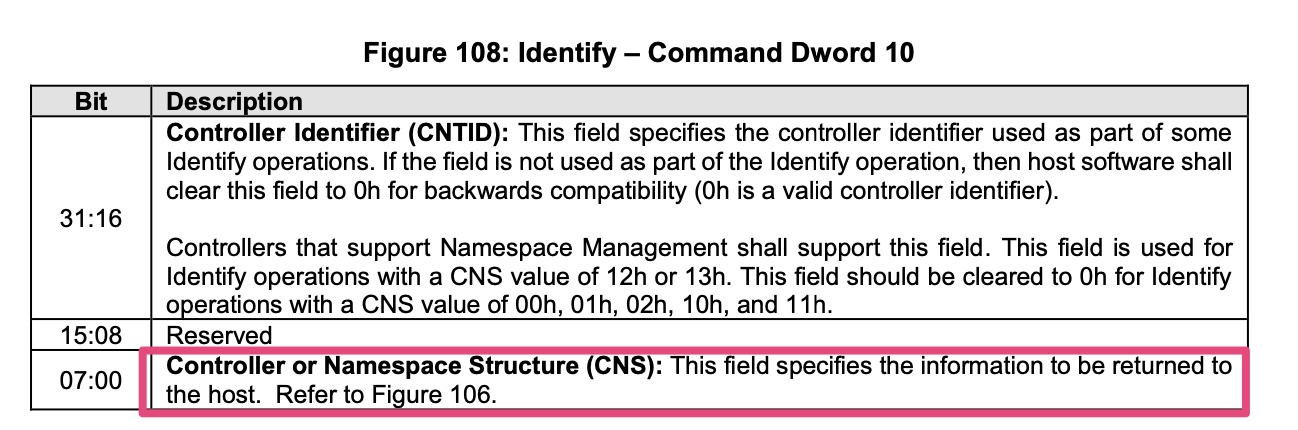 Figure 108: Identify – Command Dword 10
Bit Description
Controller Identifier (CNTID): This field specifies the controller identifier used as part of some
Identify operations. If the field is not used as part of the Identify operation, then host software shall
clear this field to 0h for backwards compatibility (0h is a valid controller identifier).
31:16
Controllers that support Namespace Management shall support this field. This field is used for
Identify operations with a CNS value of 12h or 13h. This field should be cleared to 0h for Identify
operations with a CNS value of 00h, 01h, 02h, 10h, and 11h.
15:08 Reserved
07:00 Controller or Namespace Structure (CNS): This field specifies the information to be returned to
the host. Refer to Figure 106.